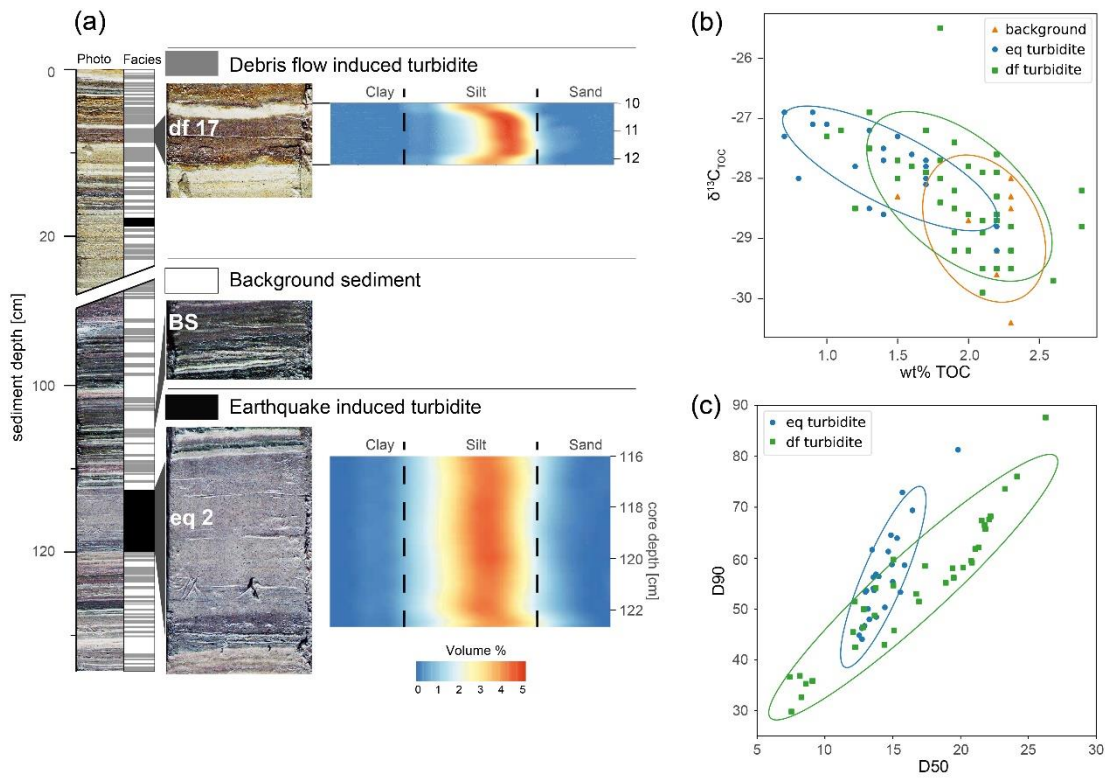 (a)
Photo Facies
0
20
100
120
sediment depth [cm]
Debris flow induced turbidite
df 17
Clay Silt Sand
10
11
12
Background sediment
BS
Earthquake induced turbidite
eq 2
Clay Silt Sand
116
118
120
122
core depth [cm]
Volume %
0 1 2 3 4 5
(b)
background
eq turbidite
df turbidite
-26
-27
-28
-29
-30
δ¹³C_TOC
1.0 1.5 2.0 2.5
wt% TOC
(c)
eq turbidite
df turbidite
90
80
70
60
50
40
30
D90
5 10 15 20 25 30
D50